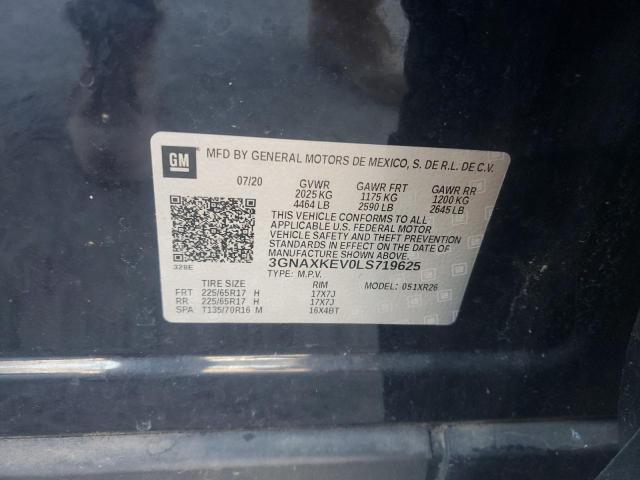 GM
MFD BY GENERAL MOTORS DE MEXICO, S. DE R.L. DE C.V.
07/20 GVWR GAWR FRT GAWR RR
2025 KG 1175 KG 1200 KG
4464 LB 2590 LB 2645 LB
THIS VEHICLE CONFORMS TO ALL
APPLICABLE U.S. FEDERAL MOTOR
VEHICLE SAFETY AND THEFT PREVENTION
STANDARDS IN EFFECT ON THE DATE OF
MANUFACTURE SHOWN ABOVE.
3GNAXKEV0LS719625
328E TYPE: M.P.V.
TIRE SIZE RIM MODEL: 051XR26
FRT 225/65R17 H 17X7J
RR 225/65R17 H 17X7J
SPA T135/70R16 M 16X4BT